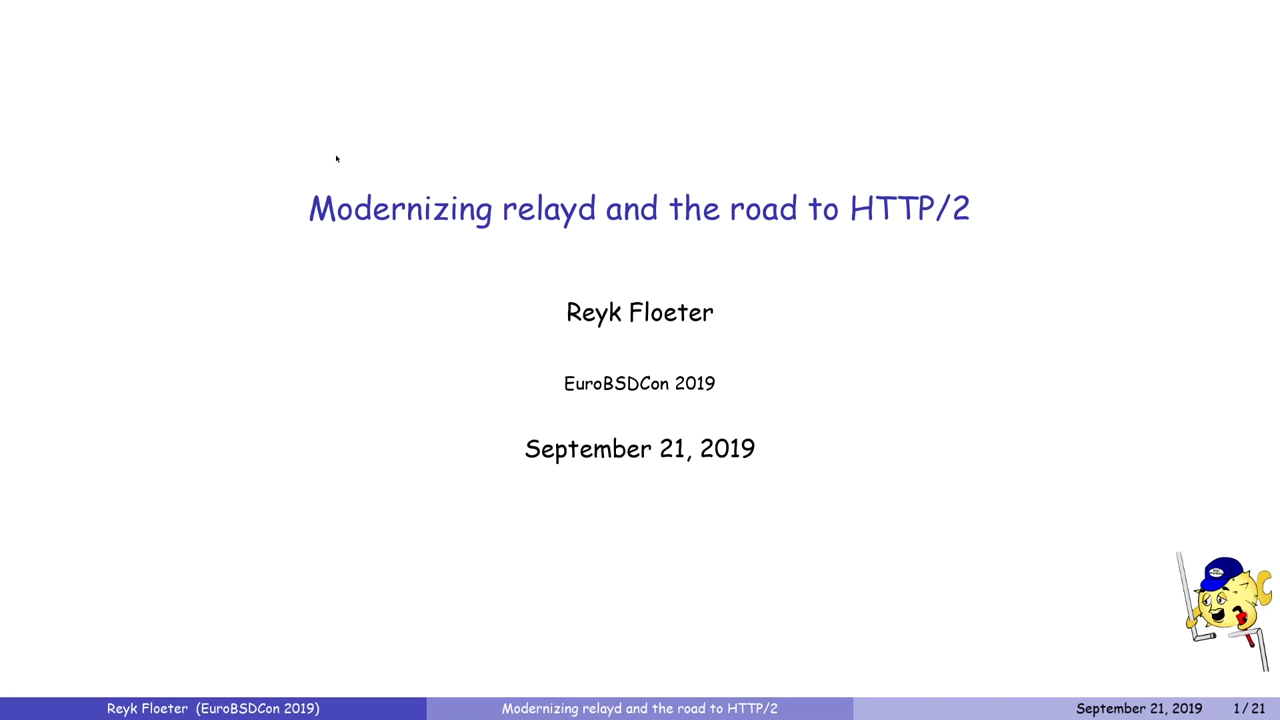 Modernizing relayd and the road to HTTP/2
Reyk Floeter
EuroBSDCon 2019
September 21, 2019
Reyk Floeter (EuroBSDCon 2019)
Modernizing relayd and the road to HTTP/2
September 21, 2019
1 / 21